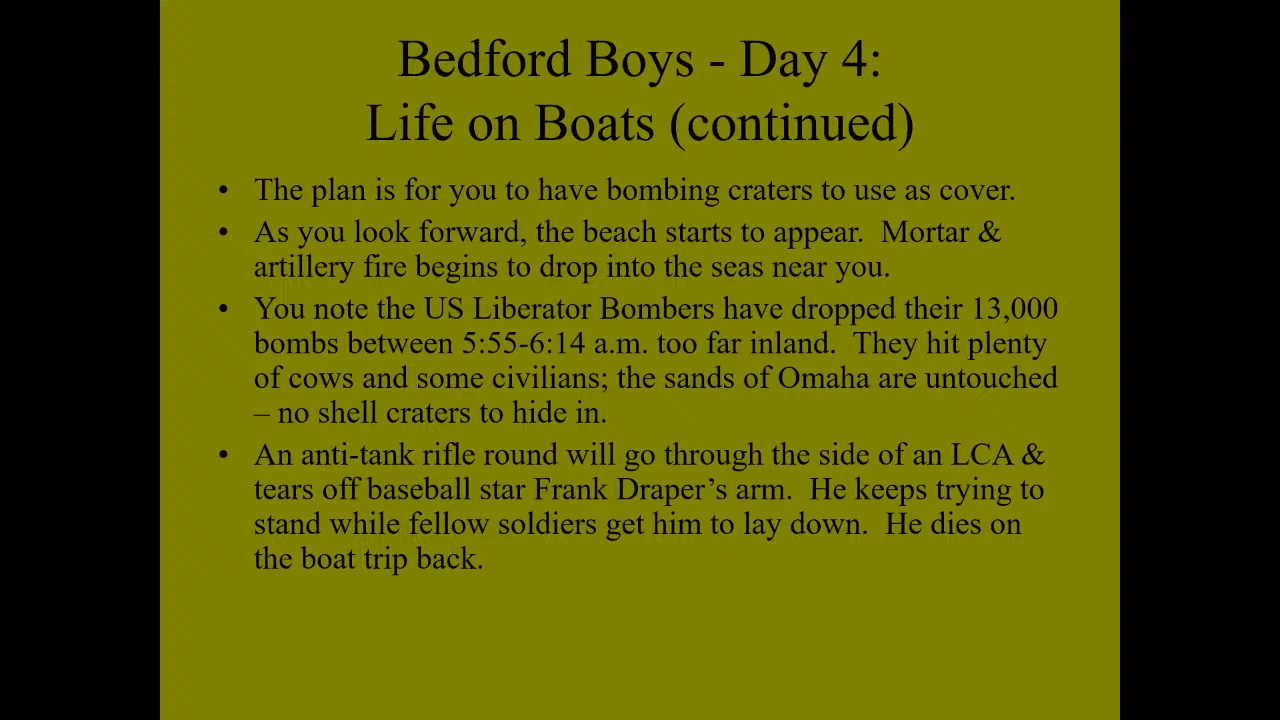 Bedford Boys - Day 4:
Life on Boats (continued)
• The plan is for you to have bombing craters to use as cover.
• As you look forward, the beach starts to appear.  Mortar &
artillery fire begins to drop into the seas near you.
• You note the US Liberator Bombers have dropped their 13,000
bombs between 5:55-6:14 a.m. too far inland.  They hit plenty
of cows and some civilians; the sands of Omaha are untouched
– no shell craters to hide in.
• An anti-tank rifle round will go through the side of an LCA &
tears off baseball star Frank Draper’s arm.  He keeps trying to
stand while fellow soldiers get him to lay down.  He dies on
the boat trip back.